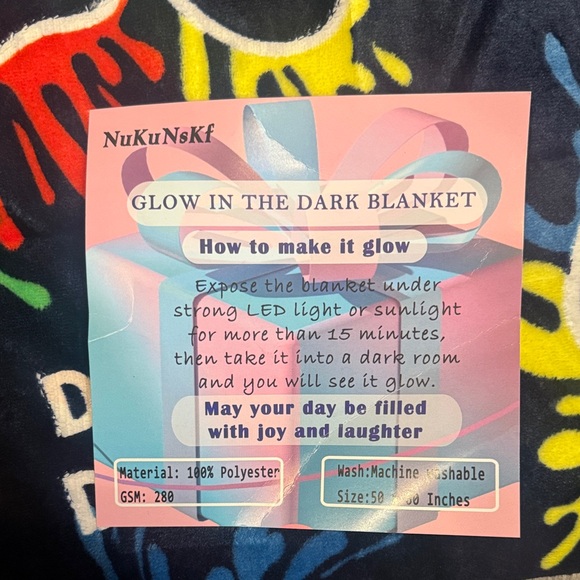 NuKuNsKf
GLOW IN THE DARK BLANKET
How to make it glow
Expose the blanket under
strong LED light or sunlight
for more than 15 minutes,
then take it into a dark room
and you will see it glow.
May your day be filled
with joy and laughter
Material: 100% Polyester
GSM: 280
Wash:Machine washable
Size:50 Inches
D